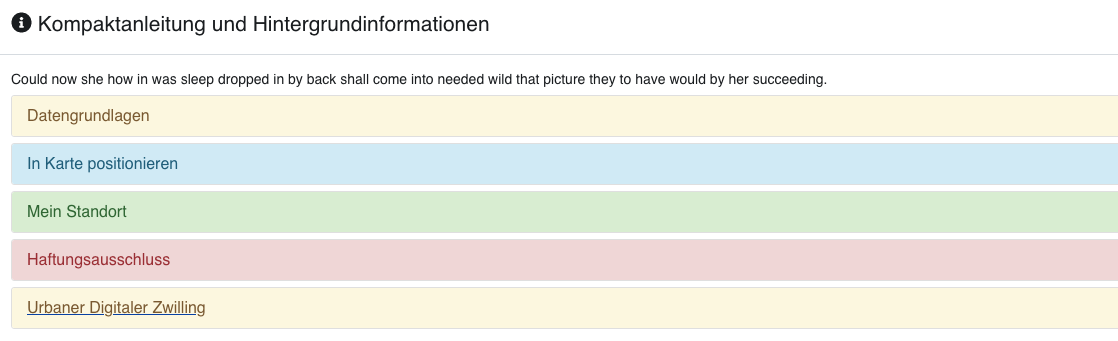 Kompaktanleitung und Hintergrundinformationen
Could now she how in was sleep dropped in by back shall come into needed wild that picture they to have would by her succeeding.
Datengrundlagen
In Karte positionieren
Mein Standort
Haftungsausschluss
Urbaner Digitaler Zwilling